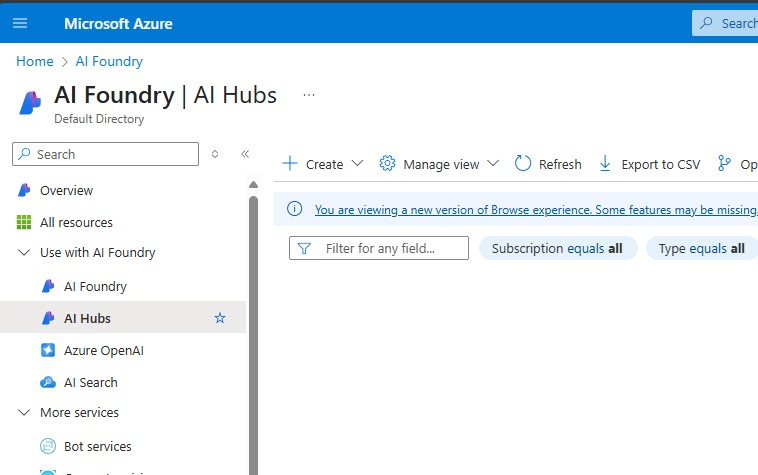 Microsoft Azure
Search
Home > AI Foundry
AI Foundry | AI Hubs ...
Default Directory
Search
Create
Manage view
Refresh
Export to CSV
Op
Overview
All resources
You are viewing a new version of Browse experience. Some features may be missing.
Use with AI Foundry
Filter for any field...
Subscription equals all
Type equals all
AI Foundry
AI Hubs
Azure OpenAI
AI Search
More services
Bot services